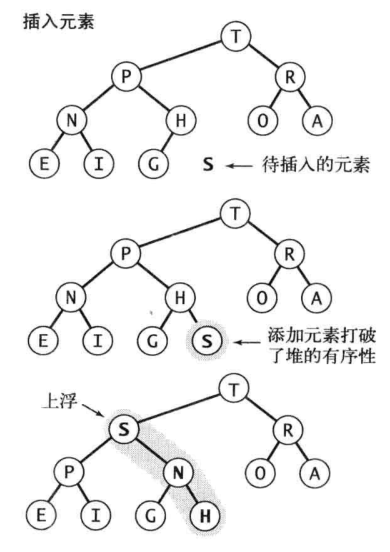 插入元素
T
P R
N H O A
E I G S ← 待插入的元素
T
P R
N H O A
E I G S ← 添加元素打破
了堆的有序性
上浮
T
S R
P N O A
E I G H